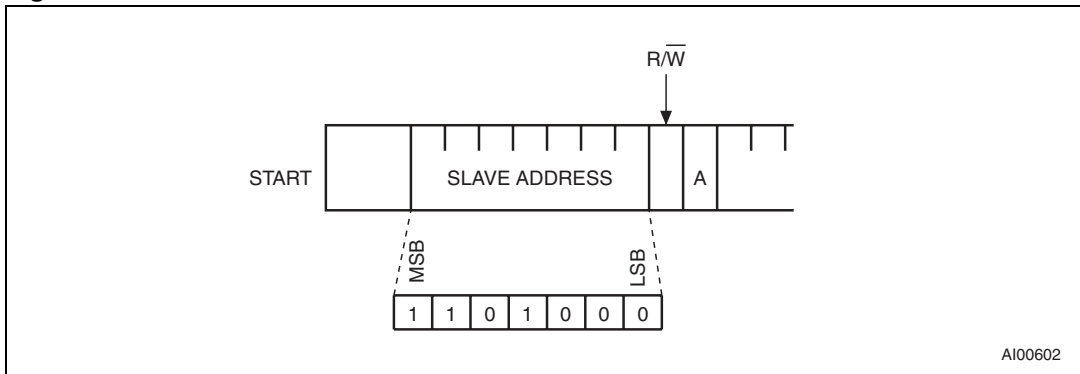 R/W̅
START
SLAVE ADDRESS
A
MSB
LSB
1 1 0 1 0 0 0
AI00602